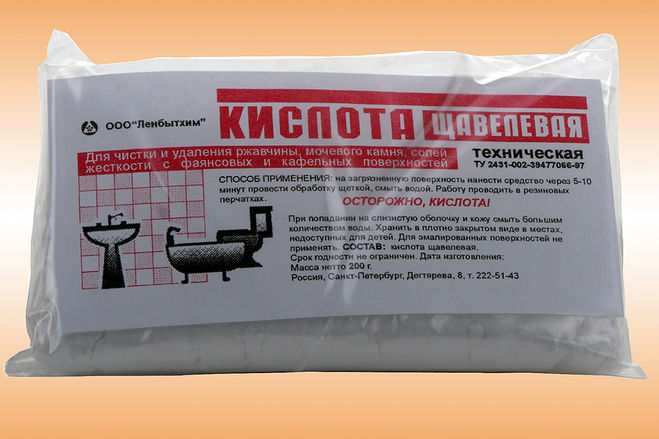 ООО"Ленбытхим"
КИСЛОТА ЩАВЕЛЕВАЯ
Для чистки и удаления ржавчины, мочевого камня, солей
жесткости с фаянсовых и кафельных поверхностей
техническая
ТУ 2431-002-39477066-97
СПОСОБ ПРИМЕНЕНИЯ: на загрязненную поверхность нанести средство через 5-10
минут провести обработку щеткой, смыть водой. Работу проводить в резиновых
перчатках.
ОСТОРОЖНО, КИСЛОТА!
При попадании на слизистую оболочку и кожу смыть большим
количеством воды. Хранить в плотно закрытом виде в местах,
недоступных для детей. Для эмалированных поверхностей не
применять. СОСТАВ: кислота щавелевая.
Срок годности не ограничен. Дата изготовления:
Масса нетто 200 г.
Россия, Санкт-Петербург, Дегтярева, 8, т. 222-51-43